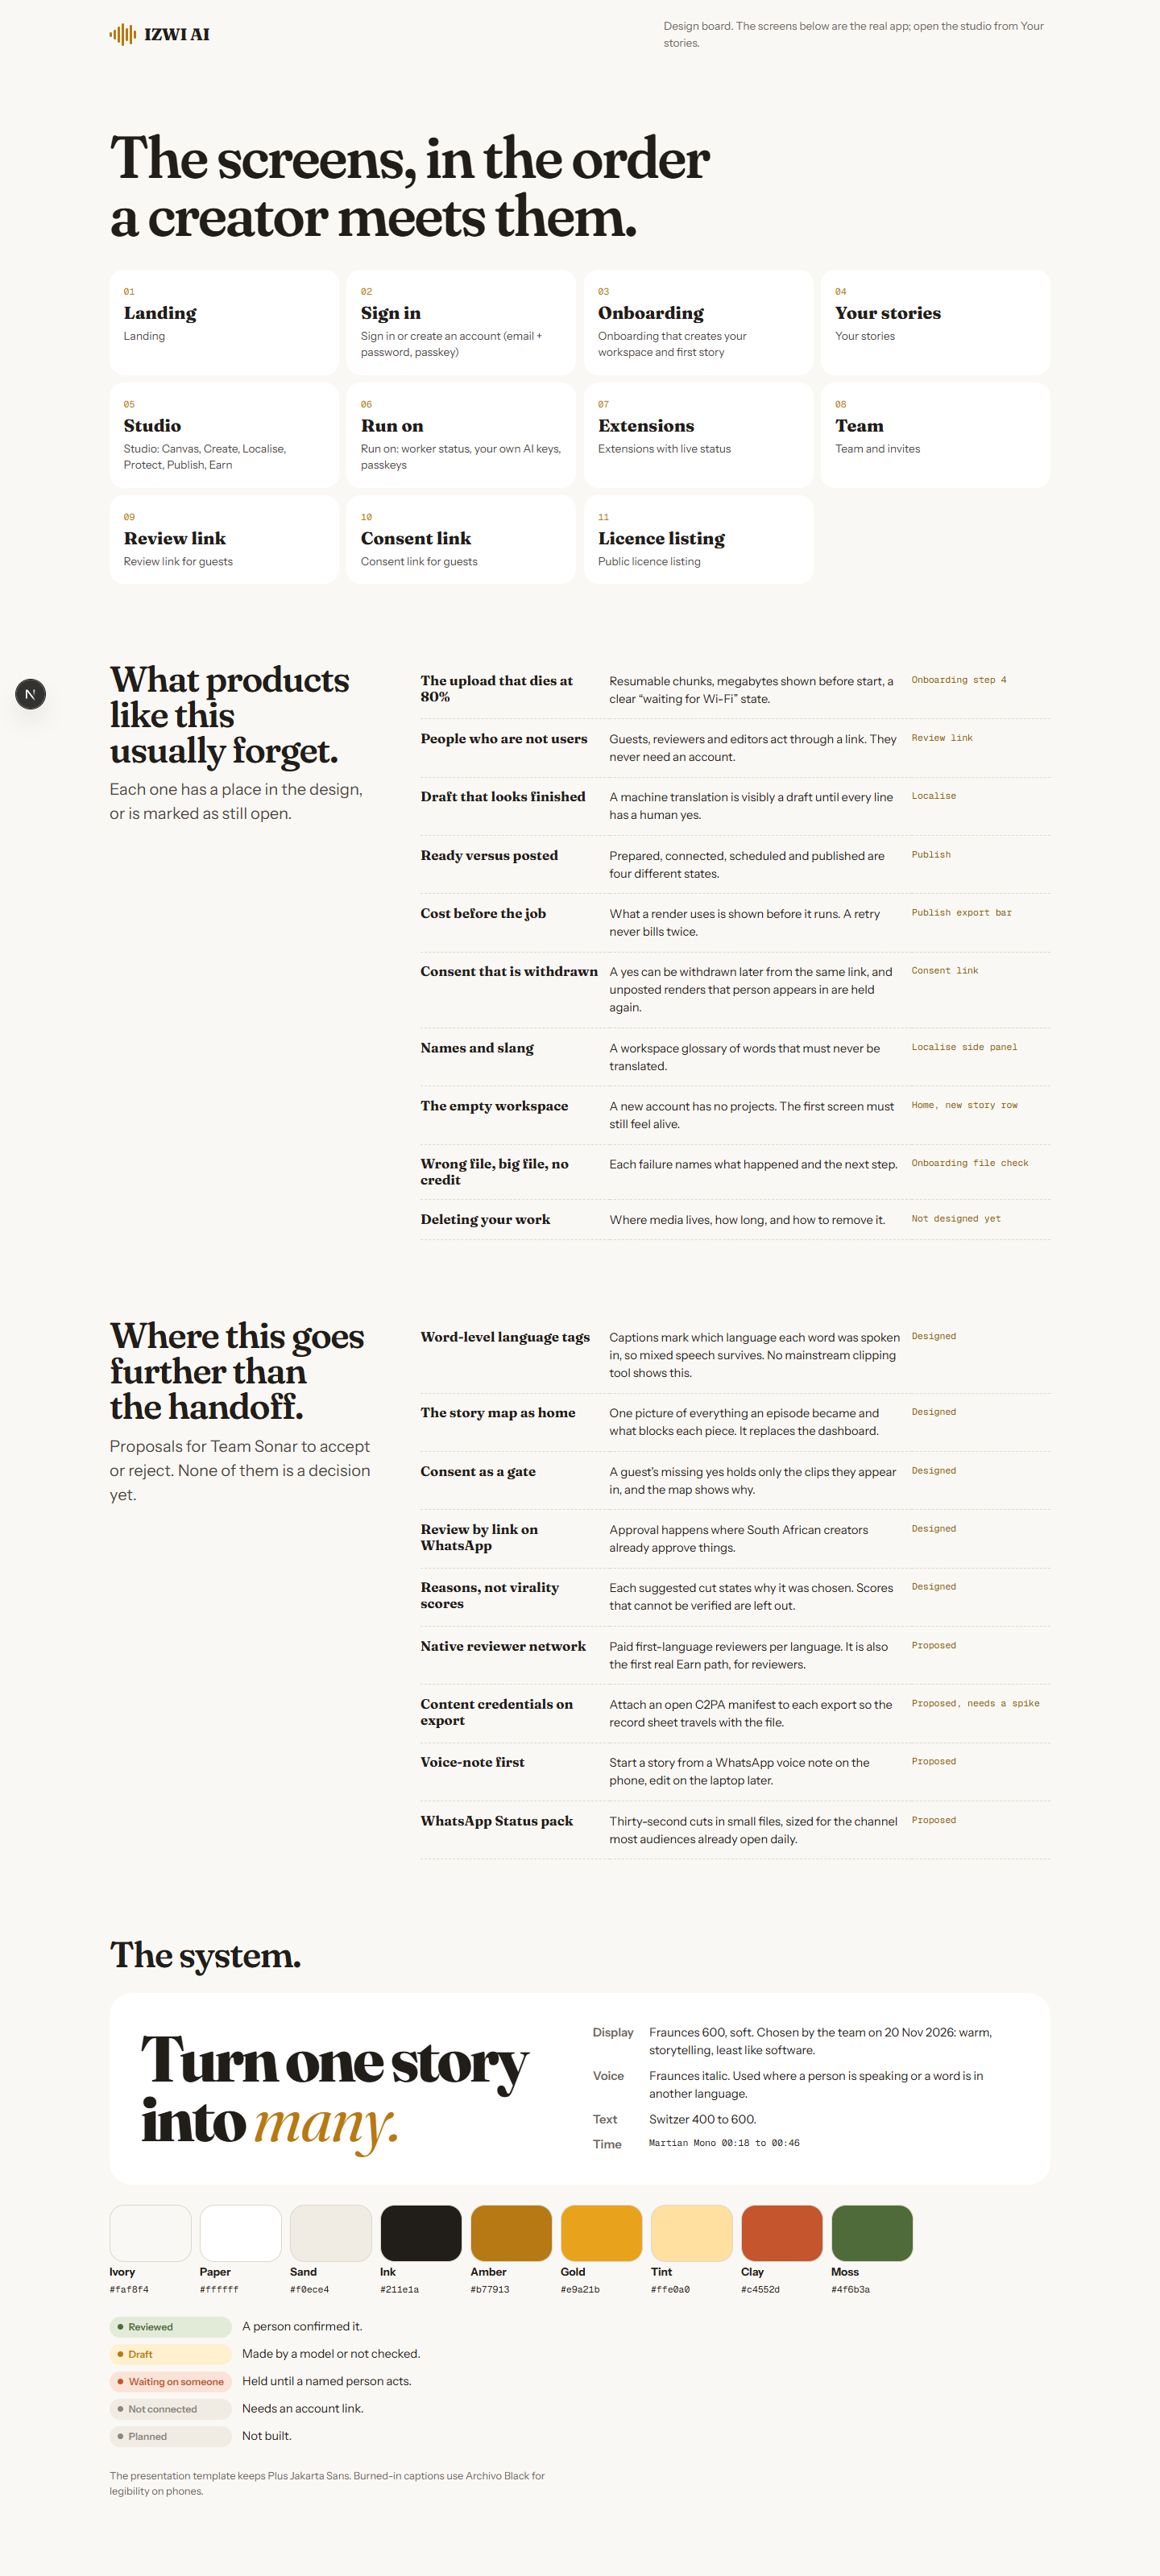 IZWI AI
Design board. The screens below are the real app; open the studio from Your
stories.
The screens, in the order
a creator meets them.
01
Landing
Landing
02
Sign in
Sign in or create an account (email +
password, passkey)
03
Onboarding
Onboarding that creates your
workspace and first story
04
Your stories
Your stories
05
Studio
Studio: Canvas, Create, Localise,
Protect, Publish, Earn
06
Run on
Run on: worker status, your own AI keys,
passkeys
07
Extensions
Extensions with live status
08
Team
Team and invites
09
Review link
Review link for guests
10
Consent link
Consent link for guests
11
Licence listing
Public licence listing
N
What products
like this
usually forget.
Each one has a place in the design,
or is marked as still open.
The upload that dies at
80%
Resumable chunks, megabytes shown before start, a
clear “waiting for Wi-Fi” state.
Onboarding step 4
People who are not users
Guests, reviewers and editors act through a link. They
never need an account.
Review link
Draft that looks finished
A machine translation is visibly a draft until every line
has a human yes.
Localise
Ready versus posted
Prepared, connected, scheduled and published are
four different states.
Publish
Cost before the job
What a render uses is shown before it runs. A retry
never bills twice.
Publish export bar
Consent that is withdrawn
A yes can be withdrawn later from the same link, and
unposted renders that person appears in are held
again.
Consent link
Names and slang
A workspace glossary of words that must never be
translated.
Localise side panel
The empty workspace
A new account has no projects. The first screen must
still feel alive.
Home, new story row
Wrong file, big file, no
credit
Each failure names what happened and the next step.
Onboarding file check
Deleting your work
Where media lives, how long, and how to remove it.
Not designed yet
Where this goes
further than
the handoff.
Proposals for Team Sonar to accept
or reject. None of them is a decision
yet.
Word-level language tags
Captions mark which language each word was spoken
in, so mixed speech survives. No mainstream clipping
tool shows this.
Designed
The story map as home
One picture of everything an episode became and
what blocks each piece. It replaces the dashboard.
Designed
Consent as a gate
A guest's missing yes holds only the clips they appear
in, and the map shows why.
Designed
Review by link on
WhatsApp
Approval happens where South African creators
already approve things.
Designed
Reasons, not virality
scores
Each suggested cut states why it was chosen. Scores
that cannot be verified are left out.
Designed
Native reviewer network
Paid first-language reviewers per language. It is also
the first real Earn path, for reviewers.
Proposed
Content credentials on
export
Attach an open C2PA manifest to each export so the
record sheet travels with the file.
Proposed, needs a spike
Voice-note first
Start a story from a WhatsApp voice note on the
phone, edit on the laptop later.
Proposed
WhatsApp Status pack
Thirty-second cuts in small files, sized for the channel
most audiences already open daily.
Proposed
The system.
Turn one story
into many.
Display
Fraunces 600, soft. Chosen by the team on 20 Nov 2026: warm,
storytelling, least like software.
Voice
Fraunces italic. Used where a person is speaking or a word is in
another language.
Text
Switzer 400 to 600.
Time
Martian Mono 00:18 to 00:46
Ivory
#faf8f4
Paper
#ffffff
Sand
#f0ece4
Ink
#211e1a
Amber
#b77913
Gold
#e9a21b
Tint
#ffe0a0
Clay
#c4552d
Moss
#4f6b3a
Reviewed
A person confirmed it.
Draft
Made by a model or not checked.
Waiting on someone
Held until a named person acts.
Not connected
Needs an account link.
Planned
Not built.
The presentation template keeps Plus Jakarta Sans. Burned-in captions use Archivo Black for
legibility on phones.